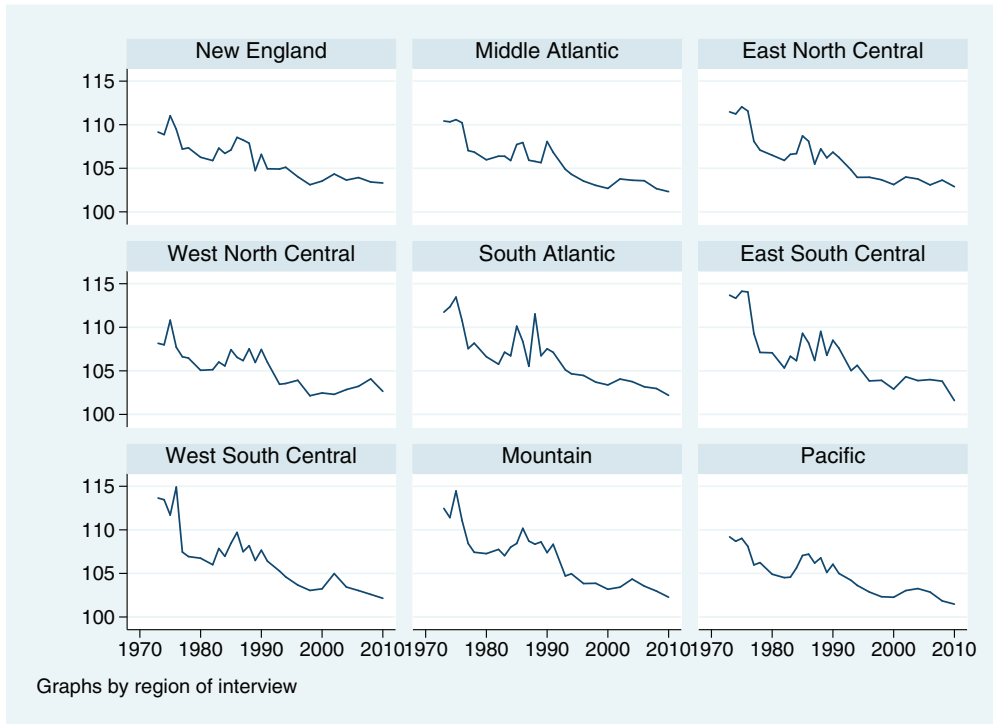 New England
Middle Atlantic
East North Central
115
110
105
100
West North Central
South Atlantic
East South Central
115
110
105
100
West South Central
Mountain
Pacific
115
110
105
100
1970 1980 1990 2000 2010
1970 1980 1990 2000 2010
1970 1980 1990 2000 2010
Graphs by region of interview